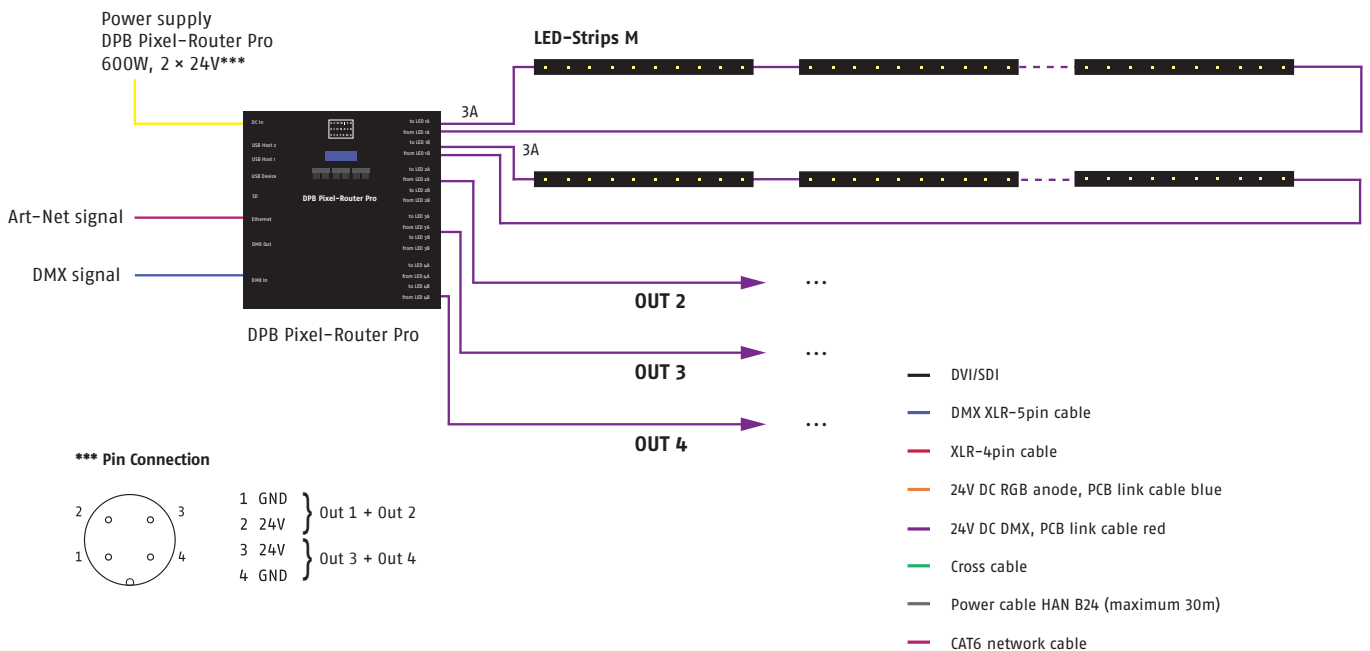 Power supply
DPB Pixel-Router Pro
600W, 2 × 24V***
LED-Strips M
3A
3A
DC In
USB Host 2
USB Host 1
USB Device
SD
Ethernet
DMX Out
DMX In
DPB Pixel-Router Pro
to LED 1A
from LED 1A
to LED 1B
from LED 1B
to LED 2A
from LED 2A
to LED 2B
from LED 2B
to LED 3A
from LED 3A
to LED 3B
from LED 3B
to LED 4A
from LED 4A
to LED 4B
from LED 4B
Art-Net signal
DMX signal
DPB Pixel-Router Pro
OUT 2
...
OUT 3
...
OUT 4
...
*** Pin Connection
2
3
1
4
1 GND
2 24V
Out 1 + Out 2
3 24V
4 GND
Out 3 + Out 4
DVI/SDI
DMX XLR-5pin cable
XLR-4pin cable
24V DC RGB anode, PCB link cable blue
24V DC DMX, PCB link cable red
Cross cable
Power cable HAN B24 (maximum 30m)
CAT6 network cable